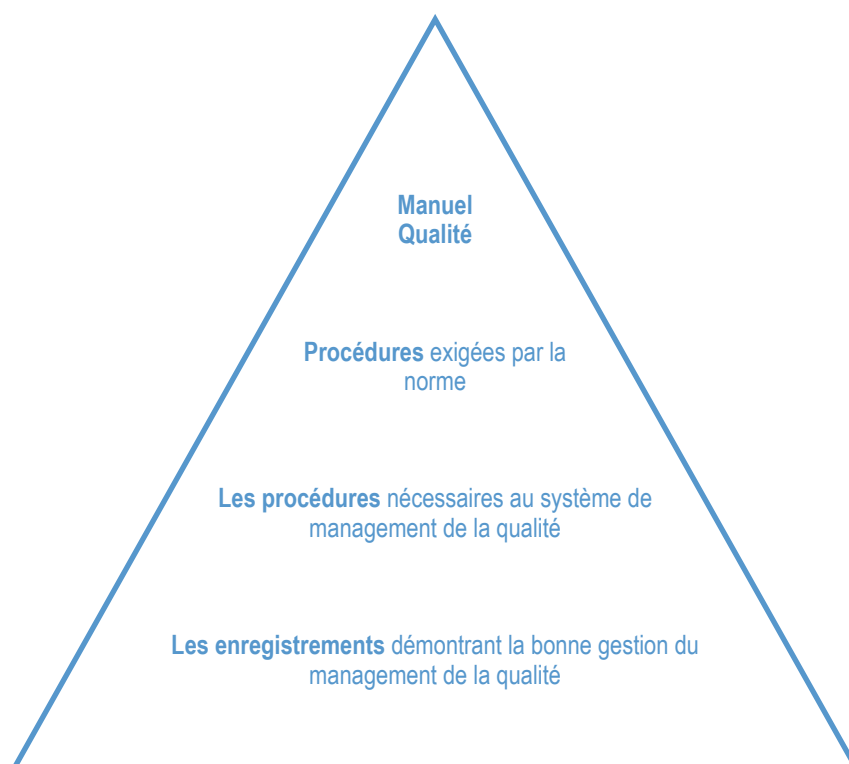 Manuel
Qualité
Procédures exigées par la
norme
Les procédures nécessaires au système de
management de la qualité
Les enregistrements démontrant la bonne gestion du
management de la qualité